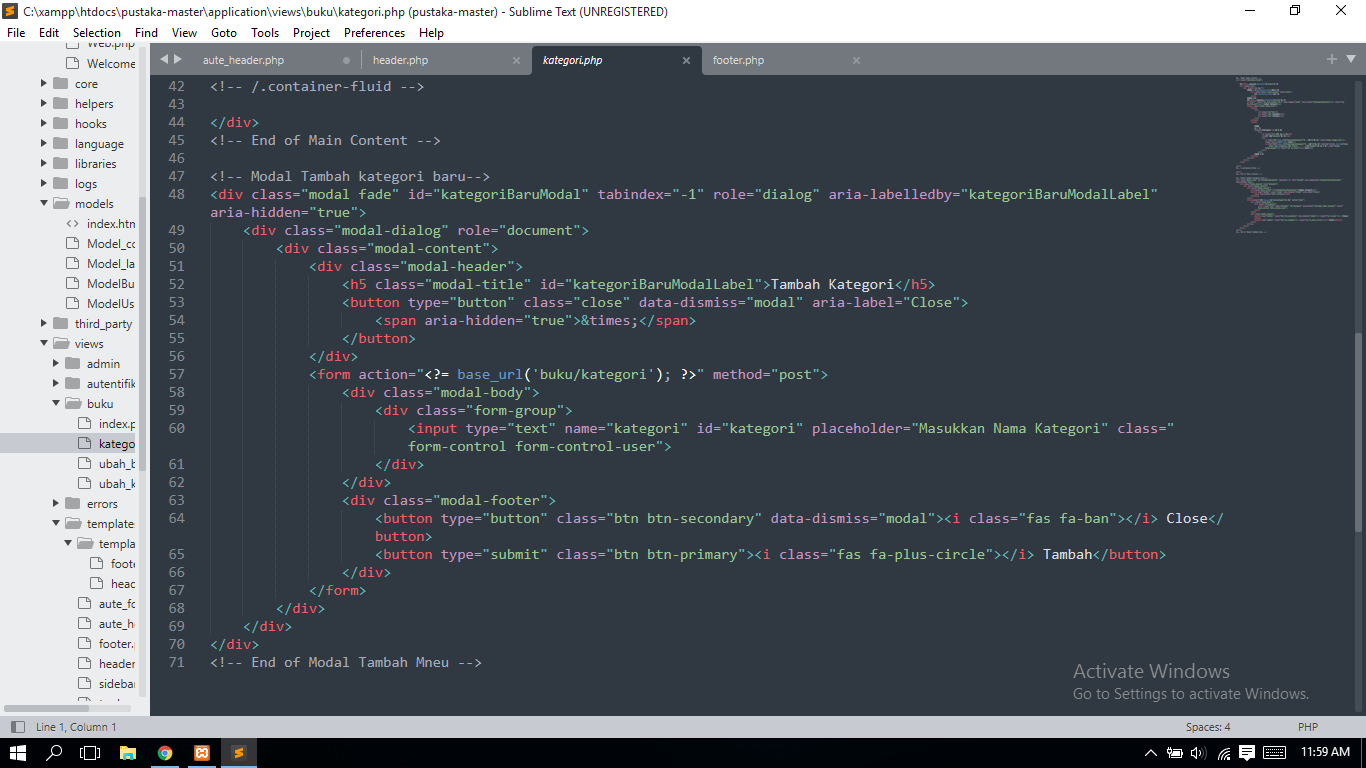 C:\xampp\htdocs\pustaka-master\application\views\buku\kategori.php (pustaka-master) - Sublime Text (UNREGISTERED)
File Edit Selection Find View Goto Tools Project Preferences Help
aute_header.php header.php kategori.php footer.php
Web.php
Welcome
core
helpers
hooks
language
libraries
logs
models
<> index.htn
Model_cc
Model_la
ModelBu
ModelUs
third_party
views
admin
autentifik
buku
index.p
katego
ubah_b
ubah_k
errors
template
templa
foot
head
aute_fo
aute_h
footer.
header
sideba
42 <!-- /.container-fluid -->
43
44 </div>
45 <!-- End of Main Content -->
46
47 <!-- Modal Tambah kategori baru-->
48 <div class="modal fade" id="kategoriBaruModal" tabindex="-1" role="dialog" aria-labelledby="kategoriBaruModalLabel"
aria-hidden="true">
49 <div class="modal-dialog" role="document">
50 <div class="modal-content">
51 <div class="modal-header">
52 <h5 class="modal-title" id="kategoriBaruModalLabel">Tambah Kategori</h5>
53 <button type="button" class="close" data-dismiss="modal" aria-label="Close">
54 <span aria-hidden="true">&times;</span>
55 </button>
56 </div>
57 <form action="<?= base_url('buku/kategori'); ?>" method="post">
58 <div class="modal-body">
59 <div class="form-group">
60 <input type="text" name="kategori" id="kategori" placeholder="Masukkan Nama Kategori" class="
form-control form-control-user">
61 </div>
62 </div>
63 <div class="modal-footer">
64 <button type="button" class="btn btn-secondary" data-dismiss="modal"><i class="fas fa-ban"></i> Close</
button>
65 <button type="submit" class="btn btn-primary"><i class="fas fa-plus-circle"></i> Tambah</button>
66 </div>
67 </form>
68 </div>
69 </div>
70 </div>
71 <!-- End of Modal Tambah Mneu -->
Activate Windows
Go to Settings to activate Windows.
Line 1, Column 1 Spaces: 4 PHP
11:59 AM